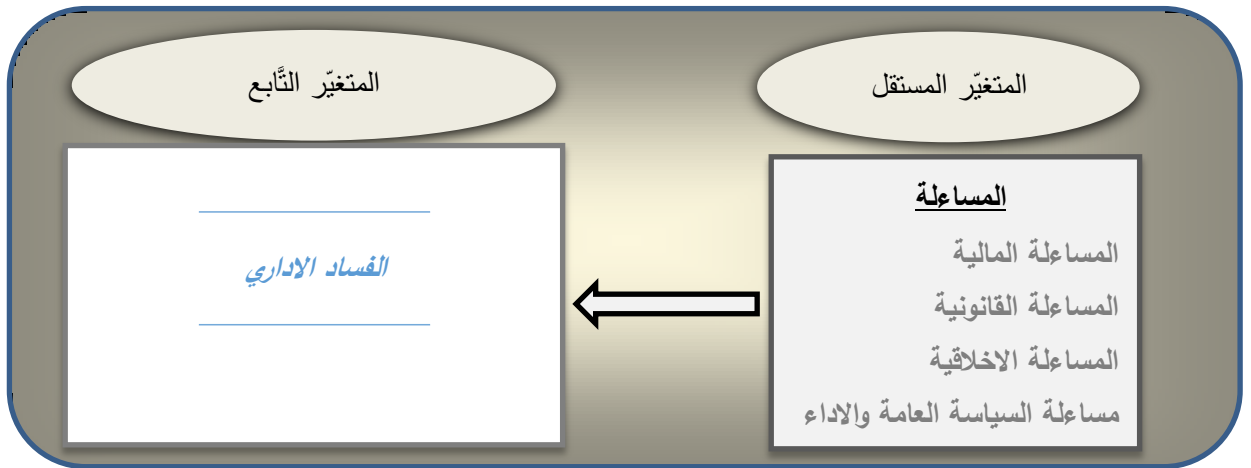 المتغيّر المستقل
المساءلة
المساءلة المالية
المساءلة القانونية
المساءلة الاخلاقية
مساءلة السياسة العامة والاداء
المتغيّر التَّابع
الفساد الاداري